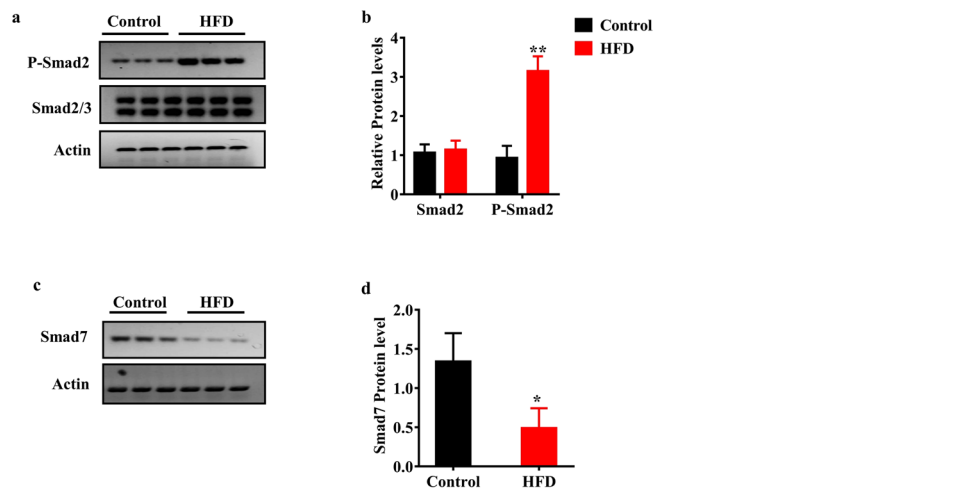 a
Control HFD
P-Smad2
Smad2/3
Actin
b
Control
HFD
Relative Protein levels
4
3
2
1
0
**
Smad2 P-Smad2
c
Control HFD
Smad7
Actin
d
Smad7 Protein level
2.0
1.5
1.0
0.5
0.0
*
Control HFD